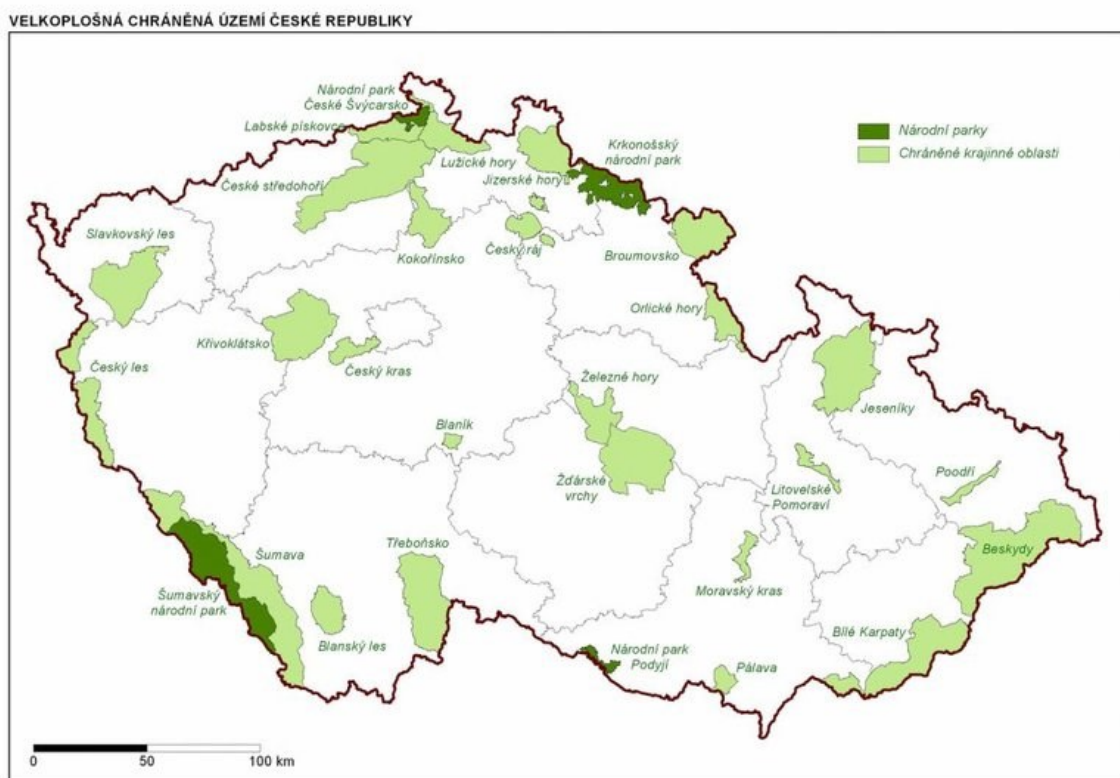 VELKOPLOŠNÁ CHRÁNĚNÁ ÚZEMÍ ČESKÉ REPUBLIKY
Národní park
České Švýcarsko
Labské pískovce
Lužické hory
České středohoří
Jizerské hory
Krkonošský
národní park
Národní parky
Chráněné krajinné oblasti
Slavkovský les
Kokořínsko
Český ráj
Broumovsko
Orlické hory
Křivoklátsko
Český kras
Český les
Železné hory
Jeseníky
Blaník
Žďárské
vrchy
Litovelské
Pomoraví
Poodří
Třeboňsko
Šumava
Beskydy
Moravský kras
Šumavský
národní park
Blanský les
Národní park
Podyjí
Pálava
Bílé Karpaty
0
50
100 km